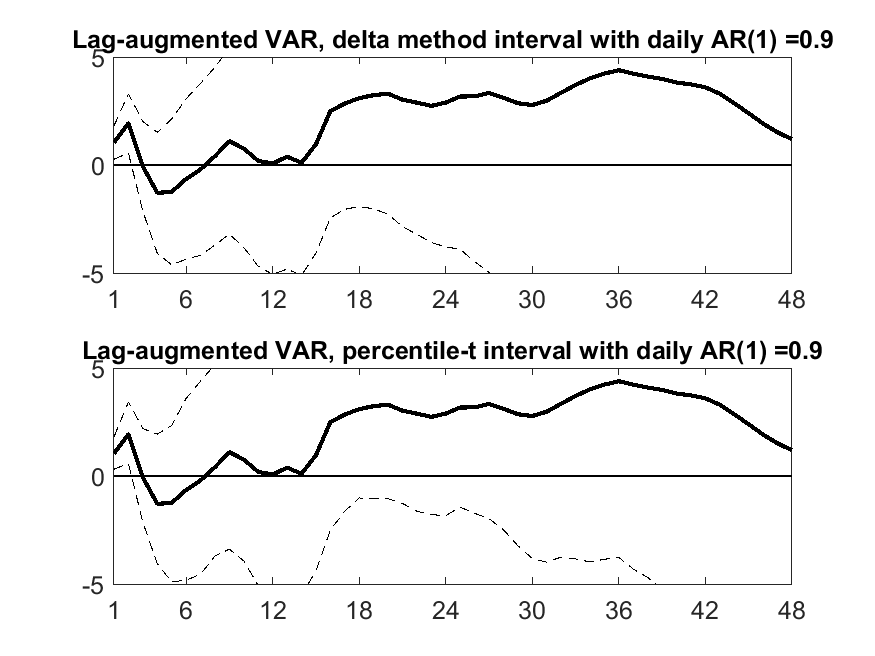 Lag-augmented VAR, delta method interval with daily AR(1) =0.9
5
0
-5
1 6 12 18 24 30 36 42 48
Lag-augmented VAR, percentile-t interval with daily AR(1) =0.9
5
0
-5
1 6 12 18 24 30 36 42 48